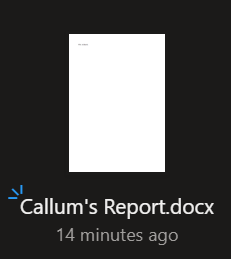 Callum's Report.docx
14 minutes ago